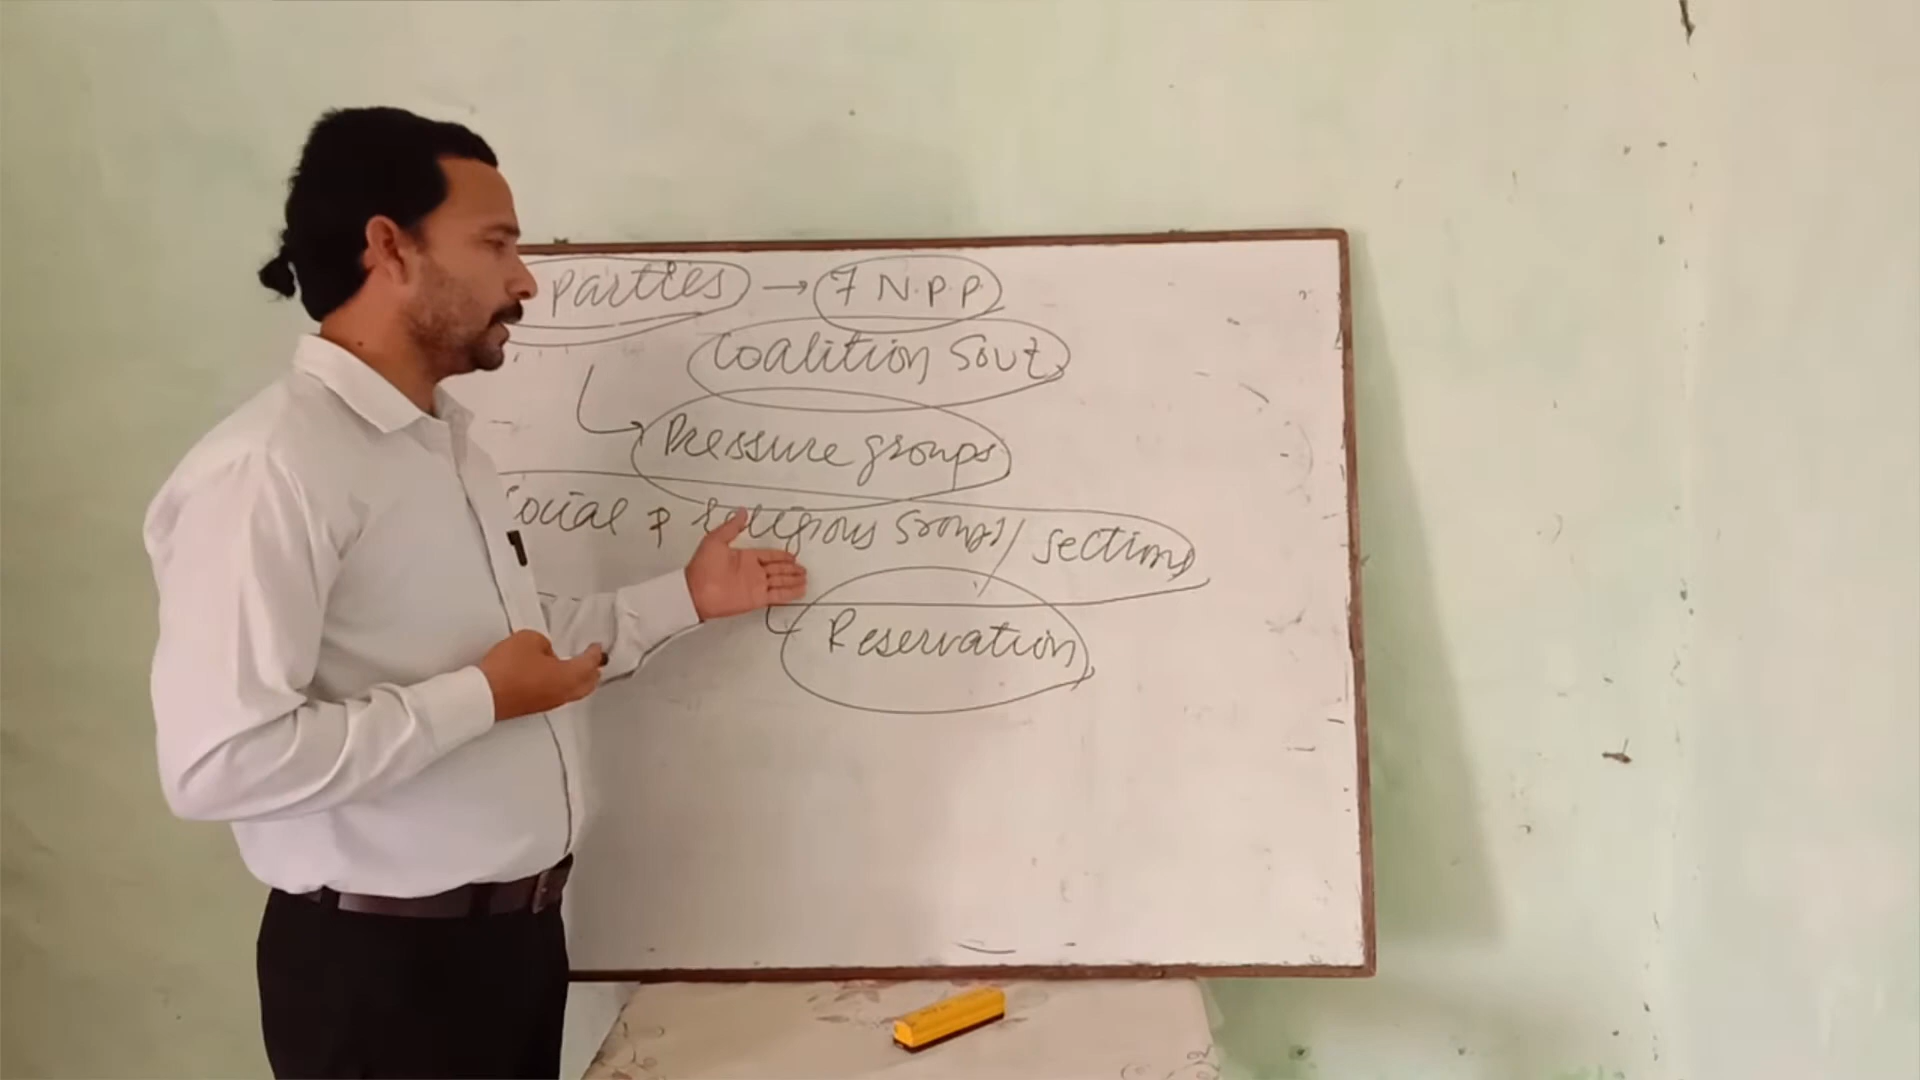 Parties → 7 N.P.P.
Coalition Govt
Pressure groups
Social & religious Groups / sections
Reservation